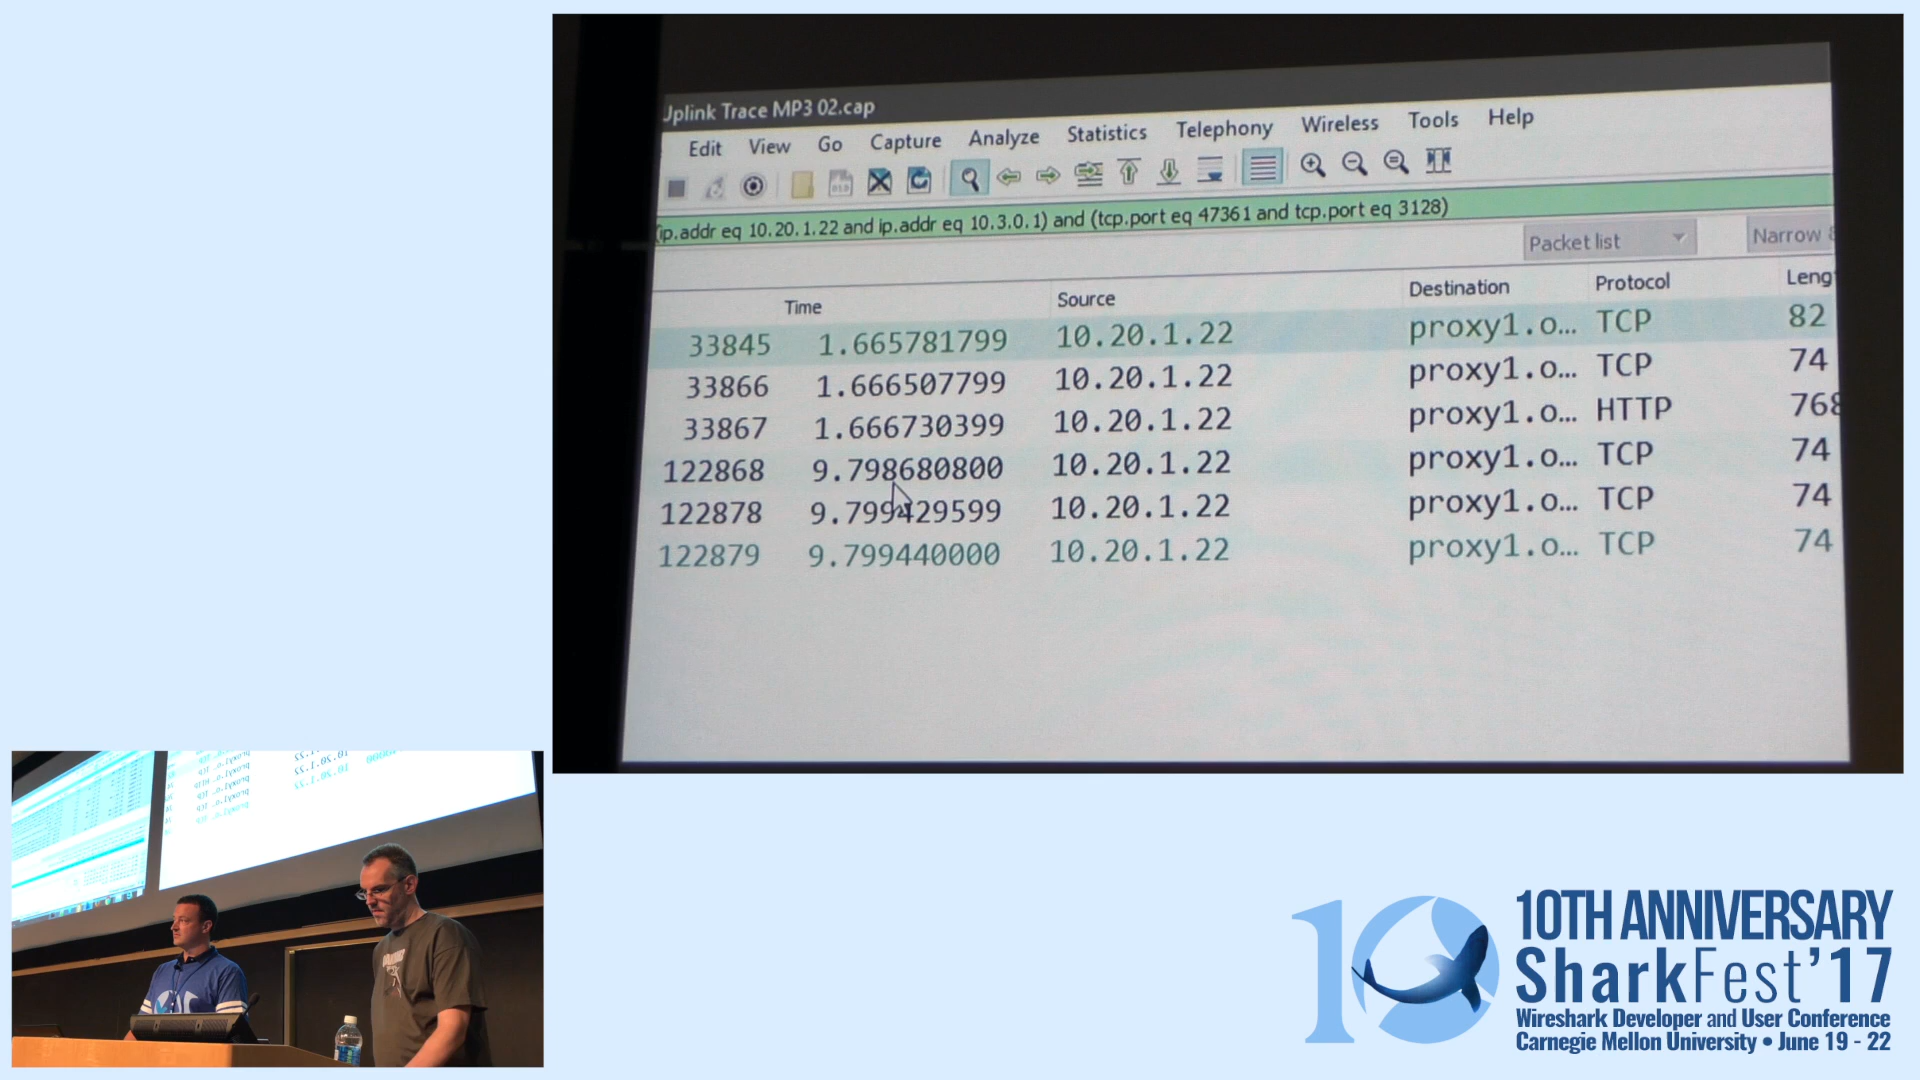 Uplink Trace MP3 02.cap
Edit View Go Capture Analyze Statistics Telephony Wireless Tools Help
(ip.addr eq 10.20.1.22 and ip.addr eq 10.3.0.1) and (tcp.port eq 47361 and tcp.port eq 3128)
Packet list Narrow &
Time Source Destination Protocol Leng
33845 1.665781799 10.20.1.22 proxy1.o... TCP 82
33866 1.666507799 10.20.1.22 proxy1.o... TCP 74
33867 1.666730399 10.20.1.22 proxy1.o... HTTP 768
122868 9.798680800 10.20.1.22 proxy1.o... TCP 74
122878 9.799429599 10.20.1.22 proxy1.o... TCP 74
122879 9.799440000 10.20.1.22 proxy1.o... TCP 74
10
10TH ANNIVERSARY
SharkFest'17
Wireshark Developer and User Conference
Carnegie Mellon University • June 19 - 22